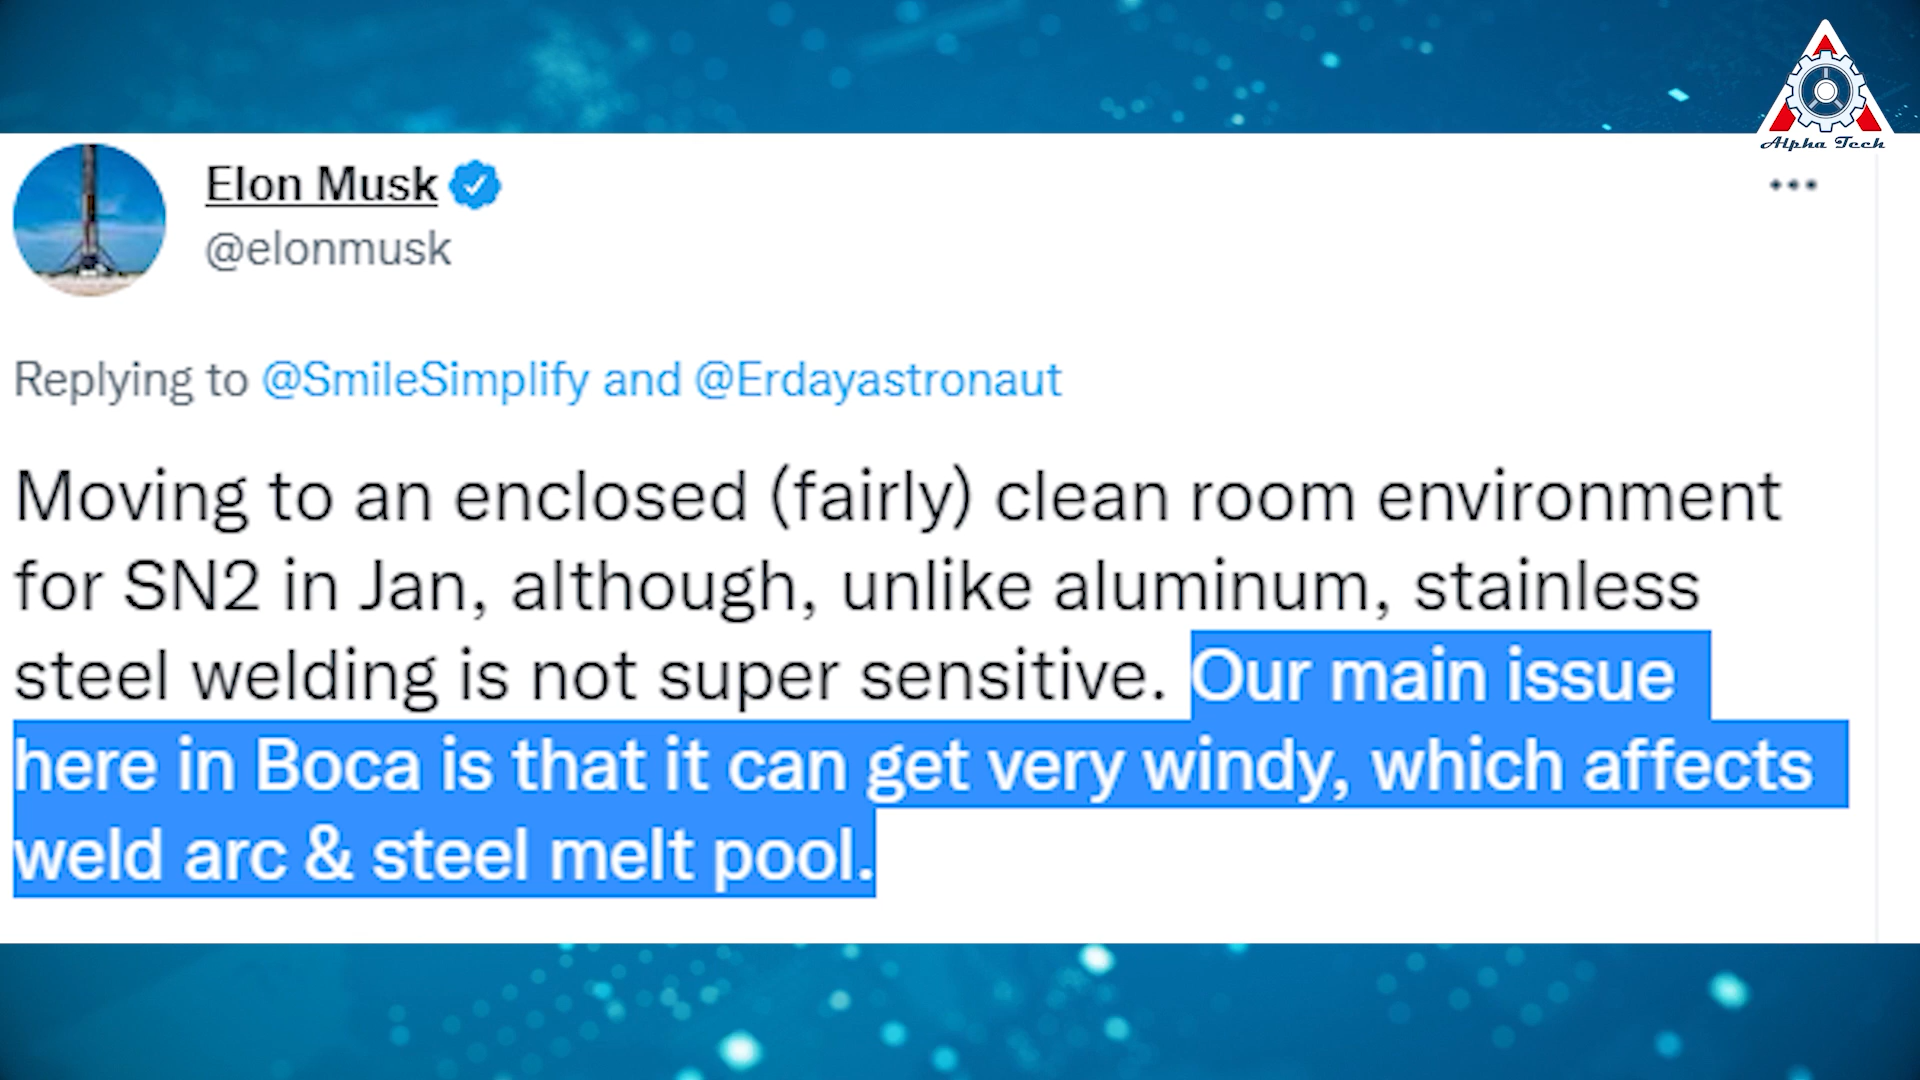 Alpha Tech
Elon Musk
@elonmusk
Replying to @SmileSimplify and @Erdayastronaut
Moving to an enclosed (fairly) clean room environment
for SN2 in Jan, although, unlike aluminum, stainless
steel welding is not super sensitive. Our main issue
here in Boca is that it can get very windy, which affects
weld arc & steel melt pool.